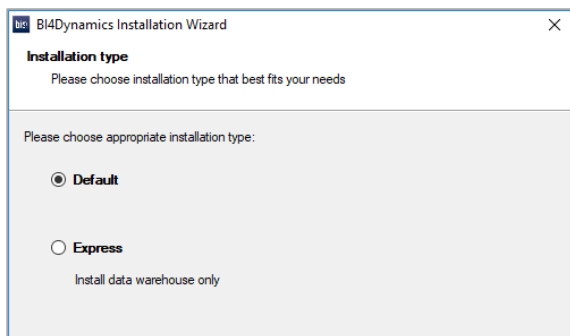 bi4 BI4Dynamics Installation Wizard
Installation type
Please choose installation type that best fits your needs
Please choose appropriate installation type:
Default
Express
Install data warehouse only